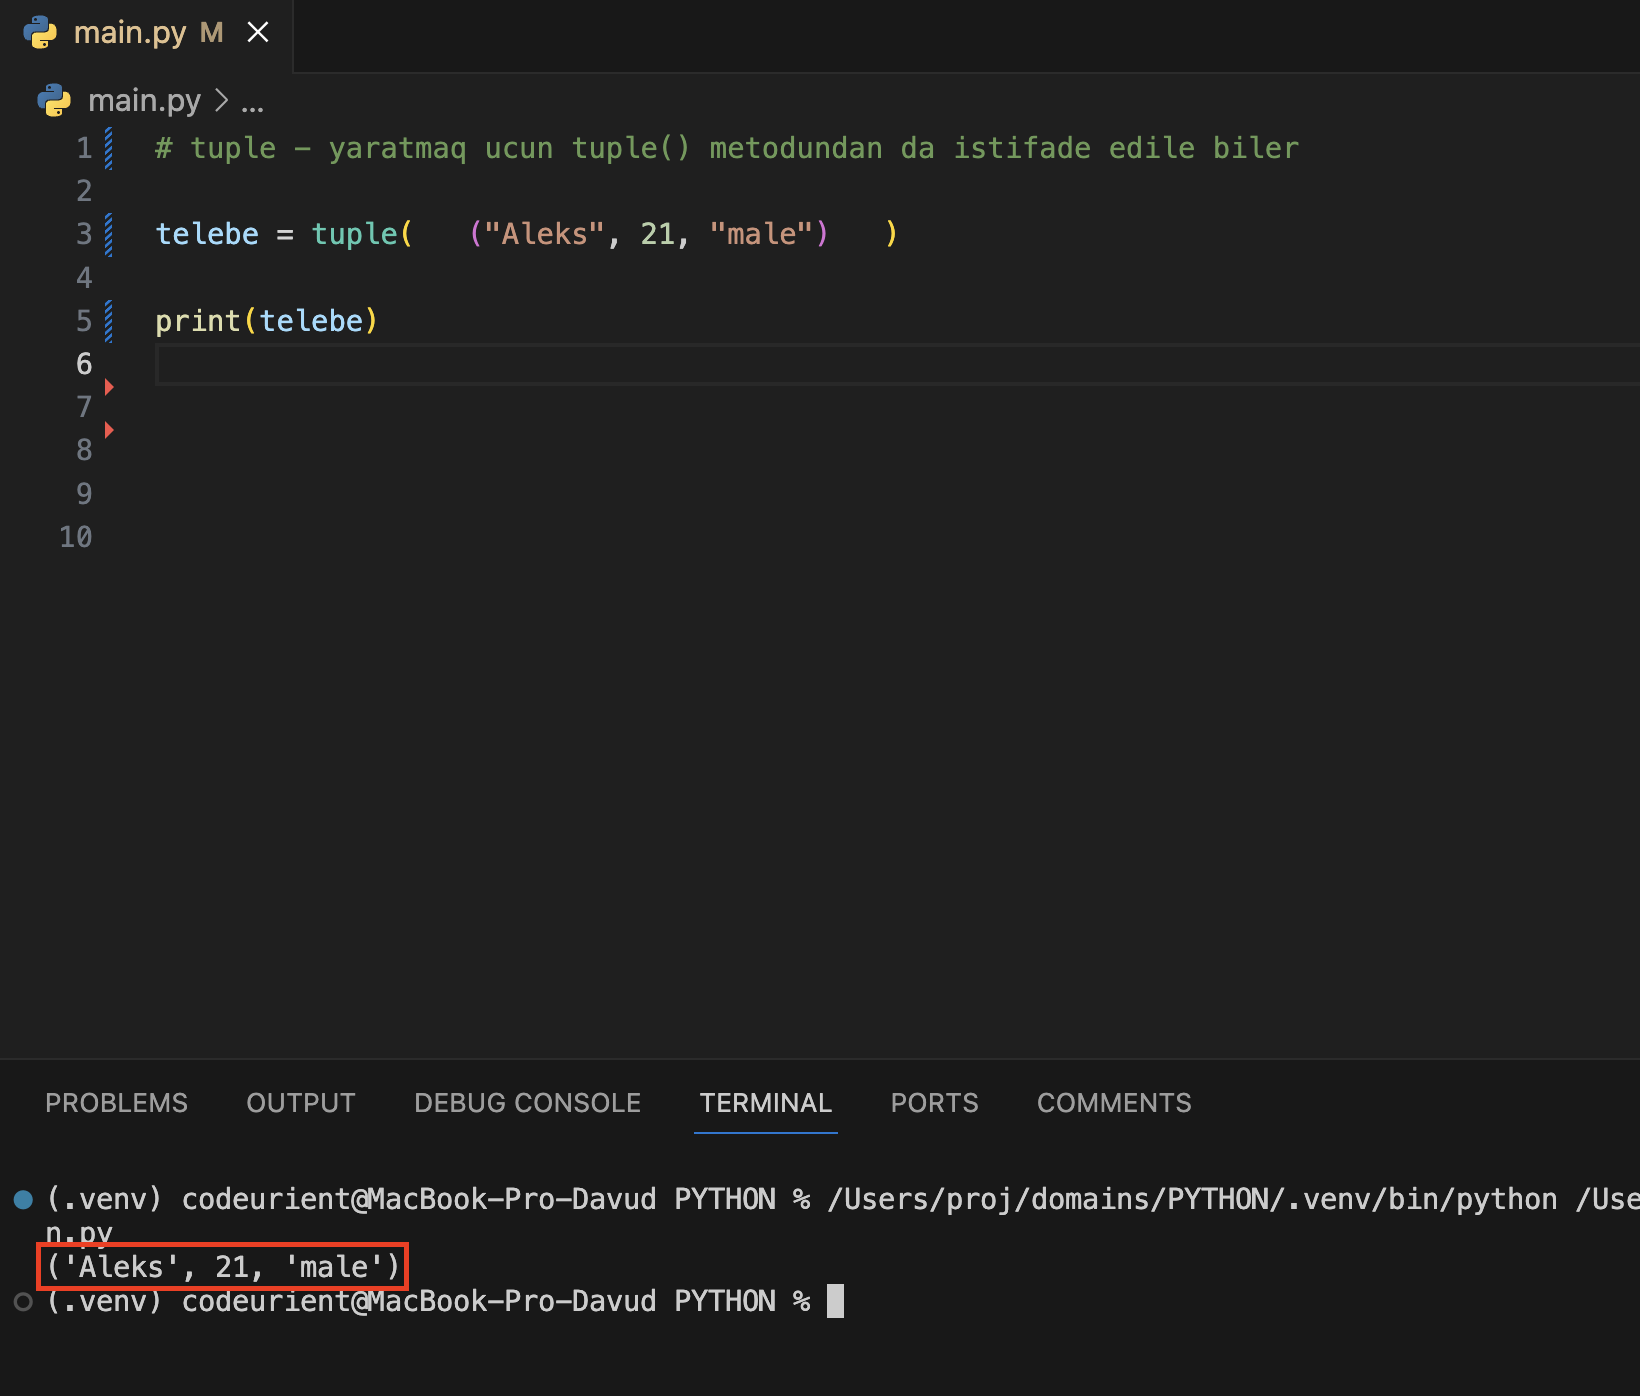 main.py M
main.py > ...
1 # tuple - yaratmaq ucun tuple() metodundan da istifade edile biler
2
3 telebe = tuple(   ("Aleks", 21, "male")   )
4
5 print(telebe)
6
7
8
9
10
PROBLEMS OUTPUT DEBUG CONSOLE TERMINAL PORTS COMMENTS
(.venv) codeurient@MacBook-Pro-Davud PYTHON % /Users/proj/domains/PYTHON/.venv/bin/python /Use
n.py
('Aleks', 21, 'male')
(.venv) codeurient@MacBook-Pro-Davud PYTHON %